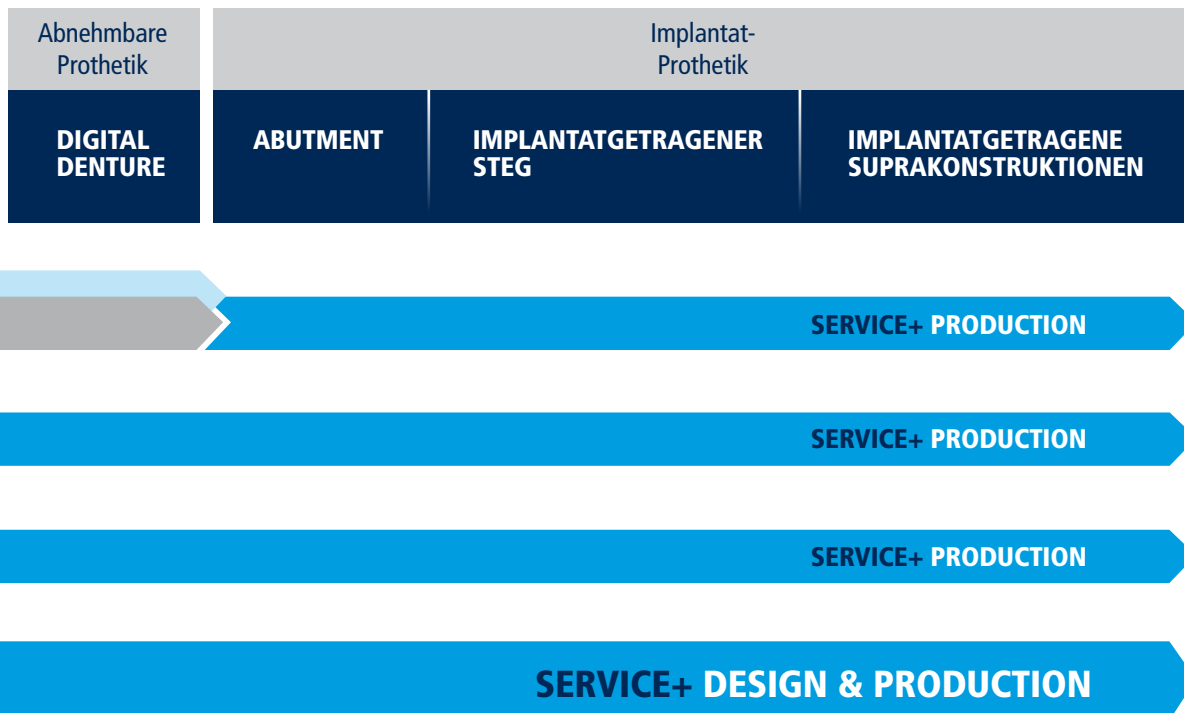 Abnehmbare
Prothetik
Implantat-
Prothetik
DIGITAL
DENTURE
ABUTMENT
IMPLANTATGETRAGENER
STEG
IMPLANTATGETRAGENE
SUPRAKONSTRUKTIONEN
SERVICE+ PRODUCTION
SERVICE+ PRODUCTION
SERVICE+ PRODUCTION
SERVICE+ DESIGN & PRODUCTION